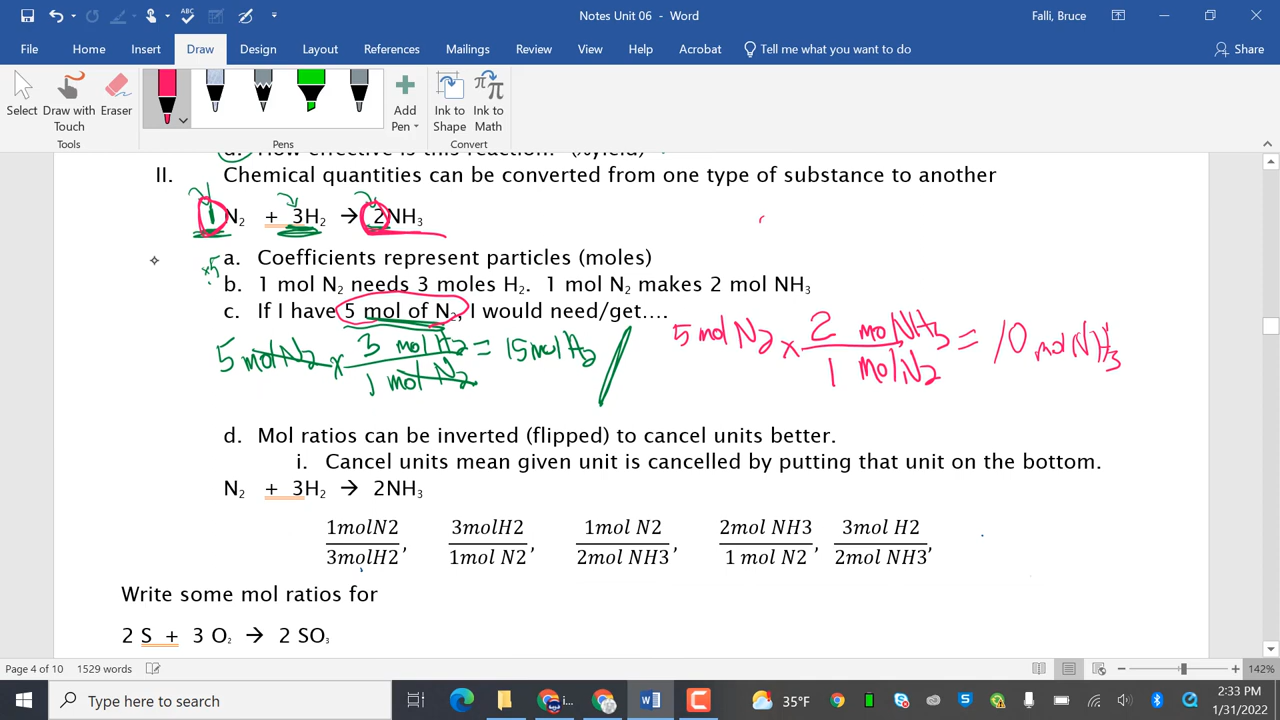 Notes Unit 06 - Word
Falli, Bruce
File Home Insert Draw Design Layout References Mailings Review View Help Acrobat Tell me what you want to do Share
Select Draw with Touch Eraser Add Pen Ink to Shape Ink to Math
Tools Pens Convert
d. How effective is this reaction? (%yield)
II. Chemical quantities can be converted from one type of substance to another
1 N₂ + 3H₂ → 2NH₃
a. Coefficients represent particles (moles)
x5
b. 1 mol N₂ needs 3 moles H₂. 1 mol N₂ makes 2 mol NH₃
c. If I have 5 mol of N₂, I would need/get….
5 mol N₂ x 3 mol H₂ / 1 mol N₂ = 15 mol H₂
5 mol N₂ x 2 mol NH₃ / 1 mol N₂ = 10 mol NH₃
d. Mol ratios can be inverted (flipped) to cancel units better.
i. Cancel units mean given unit is cancelled by putting that unit on the bottom.
N₂ + 3H₂ → 2NH₃
1molN2 / 3molH2, 3molH2 / 1mol N2, 1mol N2 / 2mol NH3, 2mol NH3 / 1 mol N2, 3mol H2 / 2mol NH3,
Write some mol ratios for
2 S + 3 O₂ → 2 SO₃
Page 4 of 10 1529 words 142%
Type here to search
35°F
2:33 PM
1/31/2022